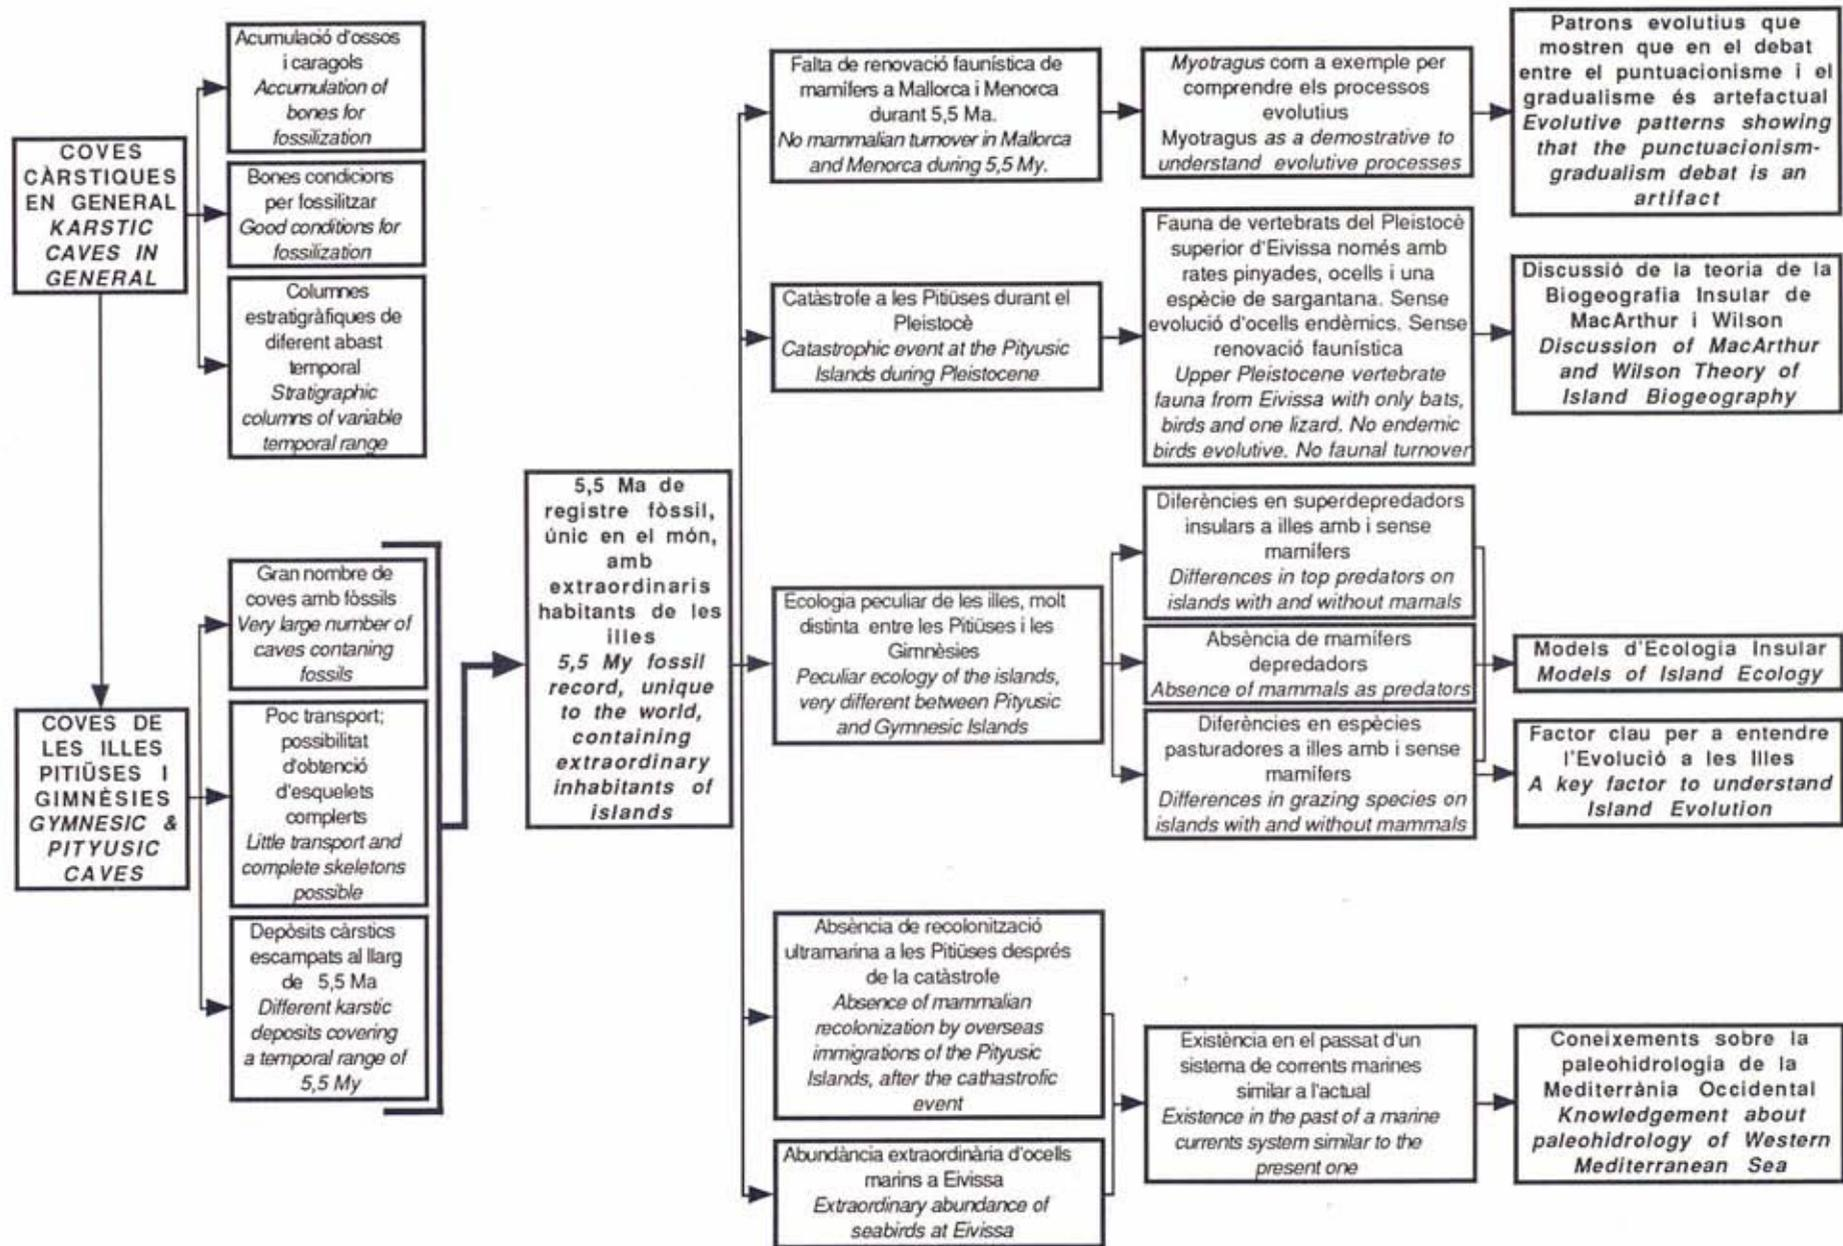 COVES
CÀRSTIQUES
EN GENERAL
KARSTIC
CAVES IN
GENERAL
Acumulació d'ossos
i caragols
Accumulation of
bones for
fossilization
Bones condicions
per fossilitzar
Good conditions for
fossilization
Columnes
estratigràfiques de
diferent abast
temporal
Stratigraphic
columns of variable
temporal range
COVES DE
LES ILLES
PITIÜSES I
GIMNÈSIES
GYMNESIC &
PITYUSIC
CAVES
Gran nombre de
coves amb fòssils
Very large number of
caves contaning
fossils
Poc transport;
possibilitat
d'obtenció
d'esquelets
complerts
Little transport and
complete skeletons
possible
Depòsits càrstics
escampats al llarg
de 5,5 Ma
Different karstic
deposits covering
a temporal range of
5,5 My
5,5 Ma de
registre fòssil,
únic en el món,
amb
extraordinaris
habitants de les
illes
5,5 My fossil
record, unique
to the world,
containing
extraordinary
inhabitants of
islands
Falta de renovació faunística de
mamífers a Mallorca i Menorca
durant 5,5 Ma.
No mammalian turnover in Mallorca
and Menorca during 5,5 My.
Myotragus com a exemple per
comprendre els processos
evolutius
Myotragus as a demostrative to
understand evolutive processes
Patrons evolutius que
mostren que en el debat
entre el puntuacionisme i el
gradualisme és artefactual
Evolutive patterns showing
that the punctuacionism-
gradualism debat is an
artifact
Catàstrofe a les Pitiüses durant el
Pleistocè
Catastrophic event at the Pityusic
Islands during Pleistocene
Fauna de vertebrats del Pleistocè
superior d'Eivissa només amb
rates pinyades, ocells i una
espècie de sargantana. Sense
evolució d'ocells endèmics. Sense
renovació faunística
Upper Pleistocene vertebrate
fauna from Eivissa with only bats,
birds and one lizard. No endemic
birds evolutive. No faunal turnover
Discussió de la teoria de la
Biogeografia Insular de
MacArthur i Wilson
Discussion of MacArthur
and Wilson Theory of
Island Biogeography
Ecologia peculiar de les illes, molt
distinta entre les Pitiüses i les
Gimnèsies
Peculiar ecology of the islands,
very different between Pityusic
and Gymnesic Islands
Diferències en superdepredadors
insulars a illes amb i sense
mamífers
Differences in top predators on
islands with and without mamals
Absència de mamífers
depredadors
Absence of mammals as predators
Diferències en espècies
pasturadores a illes amb i sense
mamífers
Differences in grazing species on
islands with and without mammals
Models d'Ecologia Insular
Models of Island Ecology
Factor clau per a entendre
l'Evolució a les Illes
A key factor to understand
Island Evolution
Absència de recolonització
ultramarina a les Pitiüses després
de la catàstrofe
Absence of mammalian
recolonization by overseas
immigrations of the Pityusic
Islands, after the cathastrofic
event
Abundància extraordinària d'ocells
marins a Eivissa
Extraordinary abundance of
seabirds at Eivissa
Existència en el passat d'un
sistema de corrents marines
similar a l'actual
Existence in the past of a marine
currents system similar to the
present one
Coneixements sobre la
paleohidrologia de la
Mediterrània Occidental
Knowledgement about
paleohidrology of Western
Mediterranean Sea